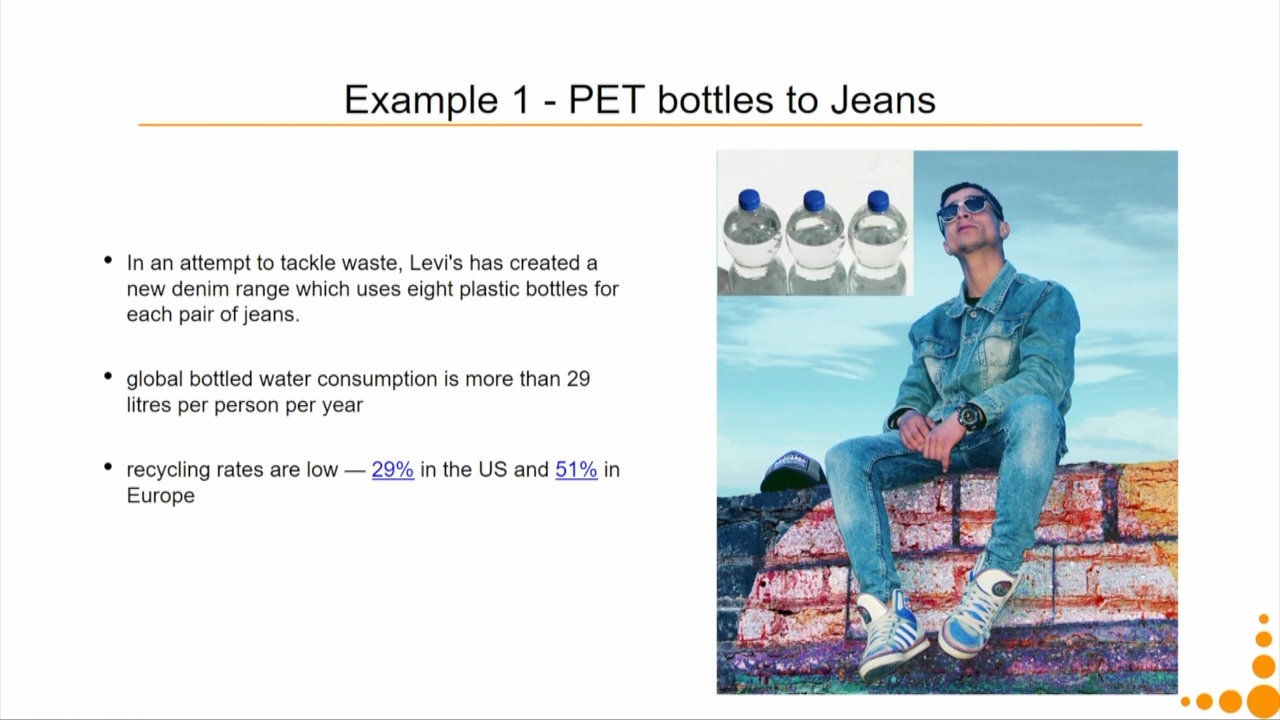 Example 1 - PET bottles to Jeans
• In an attempt to tackle waste, Levi's has created a
new denim range which uses eight plastic bottles for
each pair of jeans.
• global bottled water consumption is more than 29
litres per person per year
• recycling rates are low — 29% in the US and 51% in
Europe